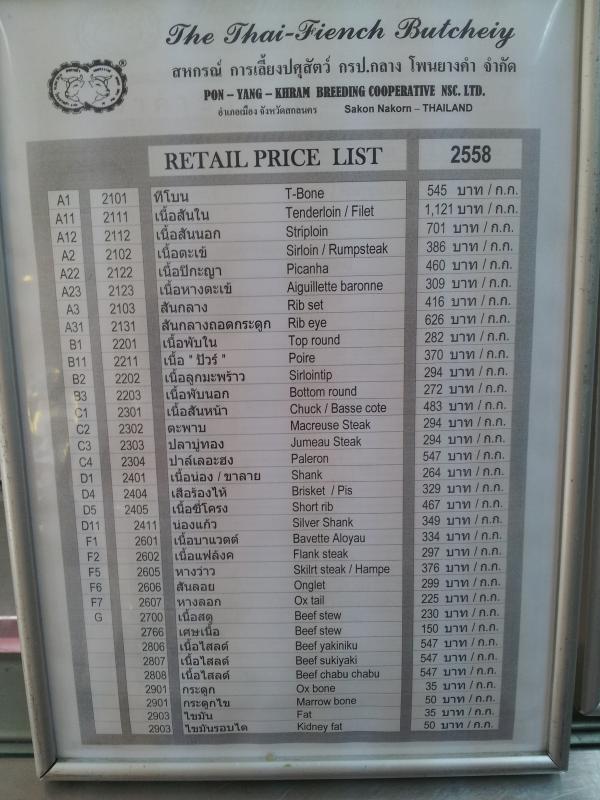 The Thai-Fiench Butcheiy
สหกรณ์ การเลี้ยงปศุสัตว์ กรป.กลาง โพนยางคำ จำกัด
PON - YANG - KHRAM BREEDING COOPERATIVE NSC. LTD.
อำเภอเมือง จังหวัดสกลนคร Sakon Nakorn – THAILAND
RETAIL PRICE LIST 2558
A1 2101 ทีโบน T-Bone 545 บาท / ก.ก.
A11 2111 เนื้อสันใน Tenderloin / Filet 1,121 บาท / ก.ก.
A12 2112 เนื้อสันนอก Striploin 701 บาท / ก.ก.
A2 2102 เนื้อตะเข้ Sirloin / Rumpsteak 386 บาท / ก.ก.
A22 2122 เนื้อปิกะญา Picanha 460 บาท / ก.ก.
A23 2123 เนื้อหางตะเข้ Aiguillette baronne 309 บาท / ก.ก.
A3 2103 สันกลาง Rib set 416 บาท / ก.ก.
A31 2131 สันกลางถอดกระดูก Rib eye 626 บาท / ก.ก.
B1 2201 เนื้อพับใน Top round 282 บาท / ก.ก.
B11 2211 เนื้อ " ปัวร์ " Poire 370 บาท / ก.ก.
B2 2202 เนื้อลูกมะพร้าว Sirlointip 294 บาท / ก.ก.
B3 2203 เนื้อพับนอก Bottom round 272 บาท / ก.ก.
C1 2301 เนื้อสันหน้า Chuck / Basse cote 483 บาท / ก.ก.
C2 2302 ตะพาบ Macreuse Steak 294 บาท / ก.ก.
C3 2303 ปลาบู่ทอง Jumeau Steak 294 บาท / ก.ก.
C4 2304 ปาล์เลอะฮง Paleron 547 บาท / ก.ก.
D1 2401 เนื้อน่อง / ขาลาย Shank 264 บาท / ก.ก.
D4 2404 เสือร้องไห้ Brisket / Pis 329 บาท / ก.ก.
D5 2405 เนื้อซี่โครง Short rib 467 บาท / ก.ก.
D11 2411 น่องแก้ว Silver Shank 349 บาท / ก.ก.
F1 2601 เนื้อบาแวตต์ Bavette Aloyau 334 บาท / ก.ก.
F2 2602 เนื้อแฟลิงค์ Flank steak 297 บาท / ก.ก.
F5 2605 หางว่าว Skilrt steak / Hampe 376 บาท / ก.ก.
F6 2606 สันลอย Onglet 299 บาท / ก.ก.
F7 2607 หางลอก Ox tail 225 บาท / ก.ก.
G 2700 เนื้อสตู Beef stew 230 บาท / ก.ก.
2766 เศษเนื้อ Beef stew 150 บาท / ก.ก.
2806 เนื้อไสลด์ Beef yakiniku 547 บาท / ก.ก.
2807 เนื้อไสลด์ Beef sukiyaki 547 บาท / ก.ก.
2808 เนื้อไสลด์ Beef chabu chabu 547 บาท / ก.ก.
2901 กระดูก Ox bone 35 บาท / ก.ก.
2901 กระดูกไข Marrow bone 50 บาท / ก.ก.
2903 ไขมัน Fat 35 บาท / ก.ก.
2903 ไขมันรอบไต Kidney fat 50 บาท / ก.ก.